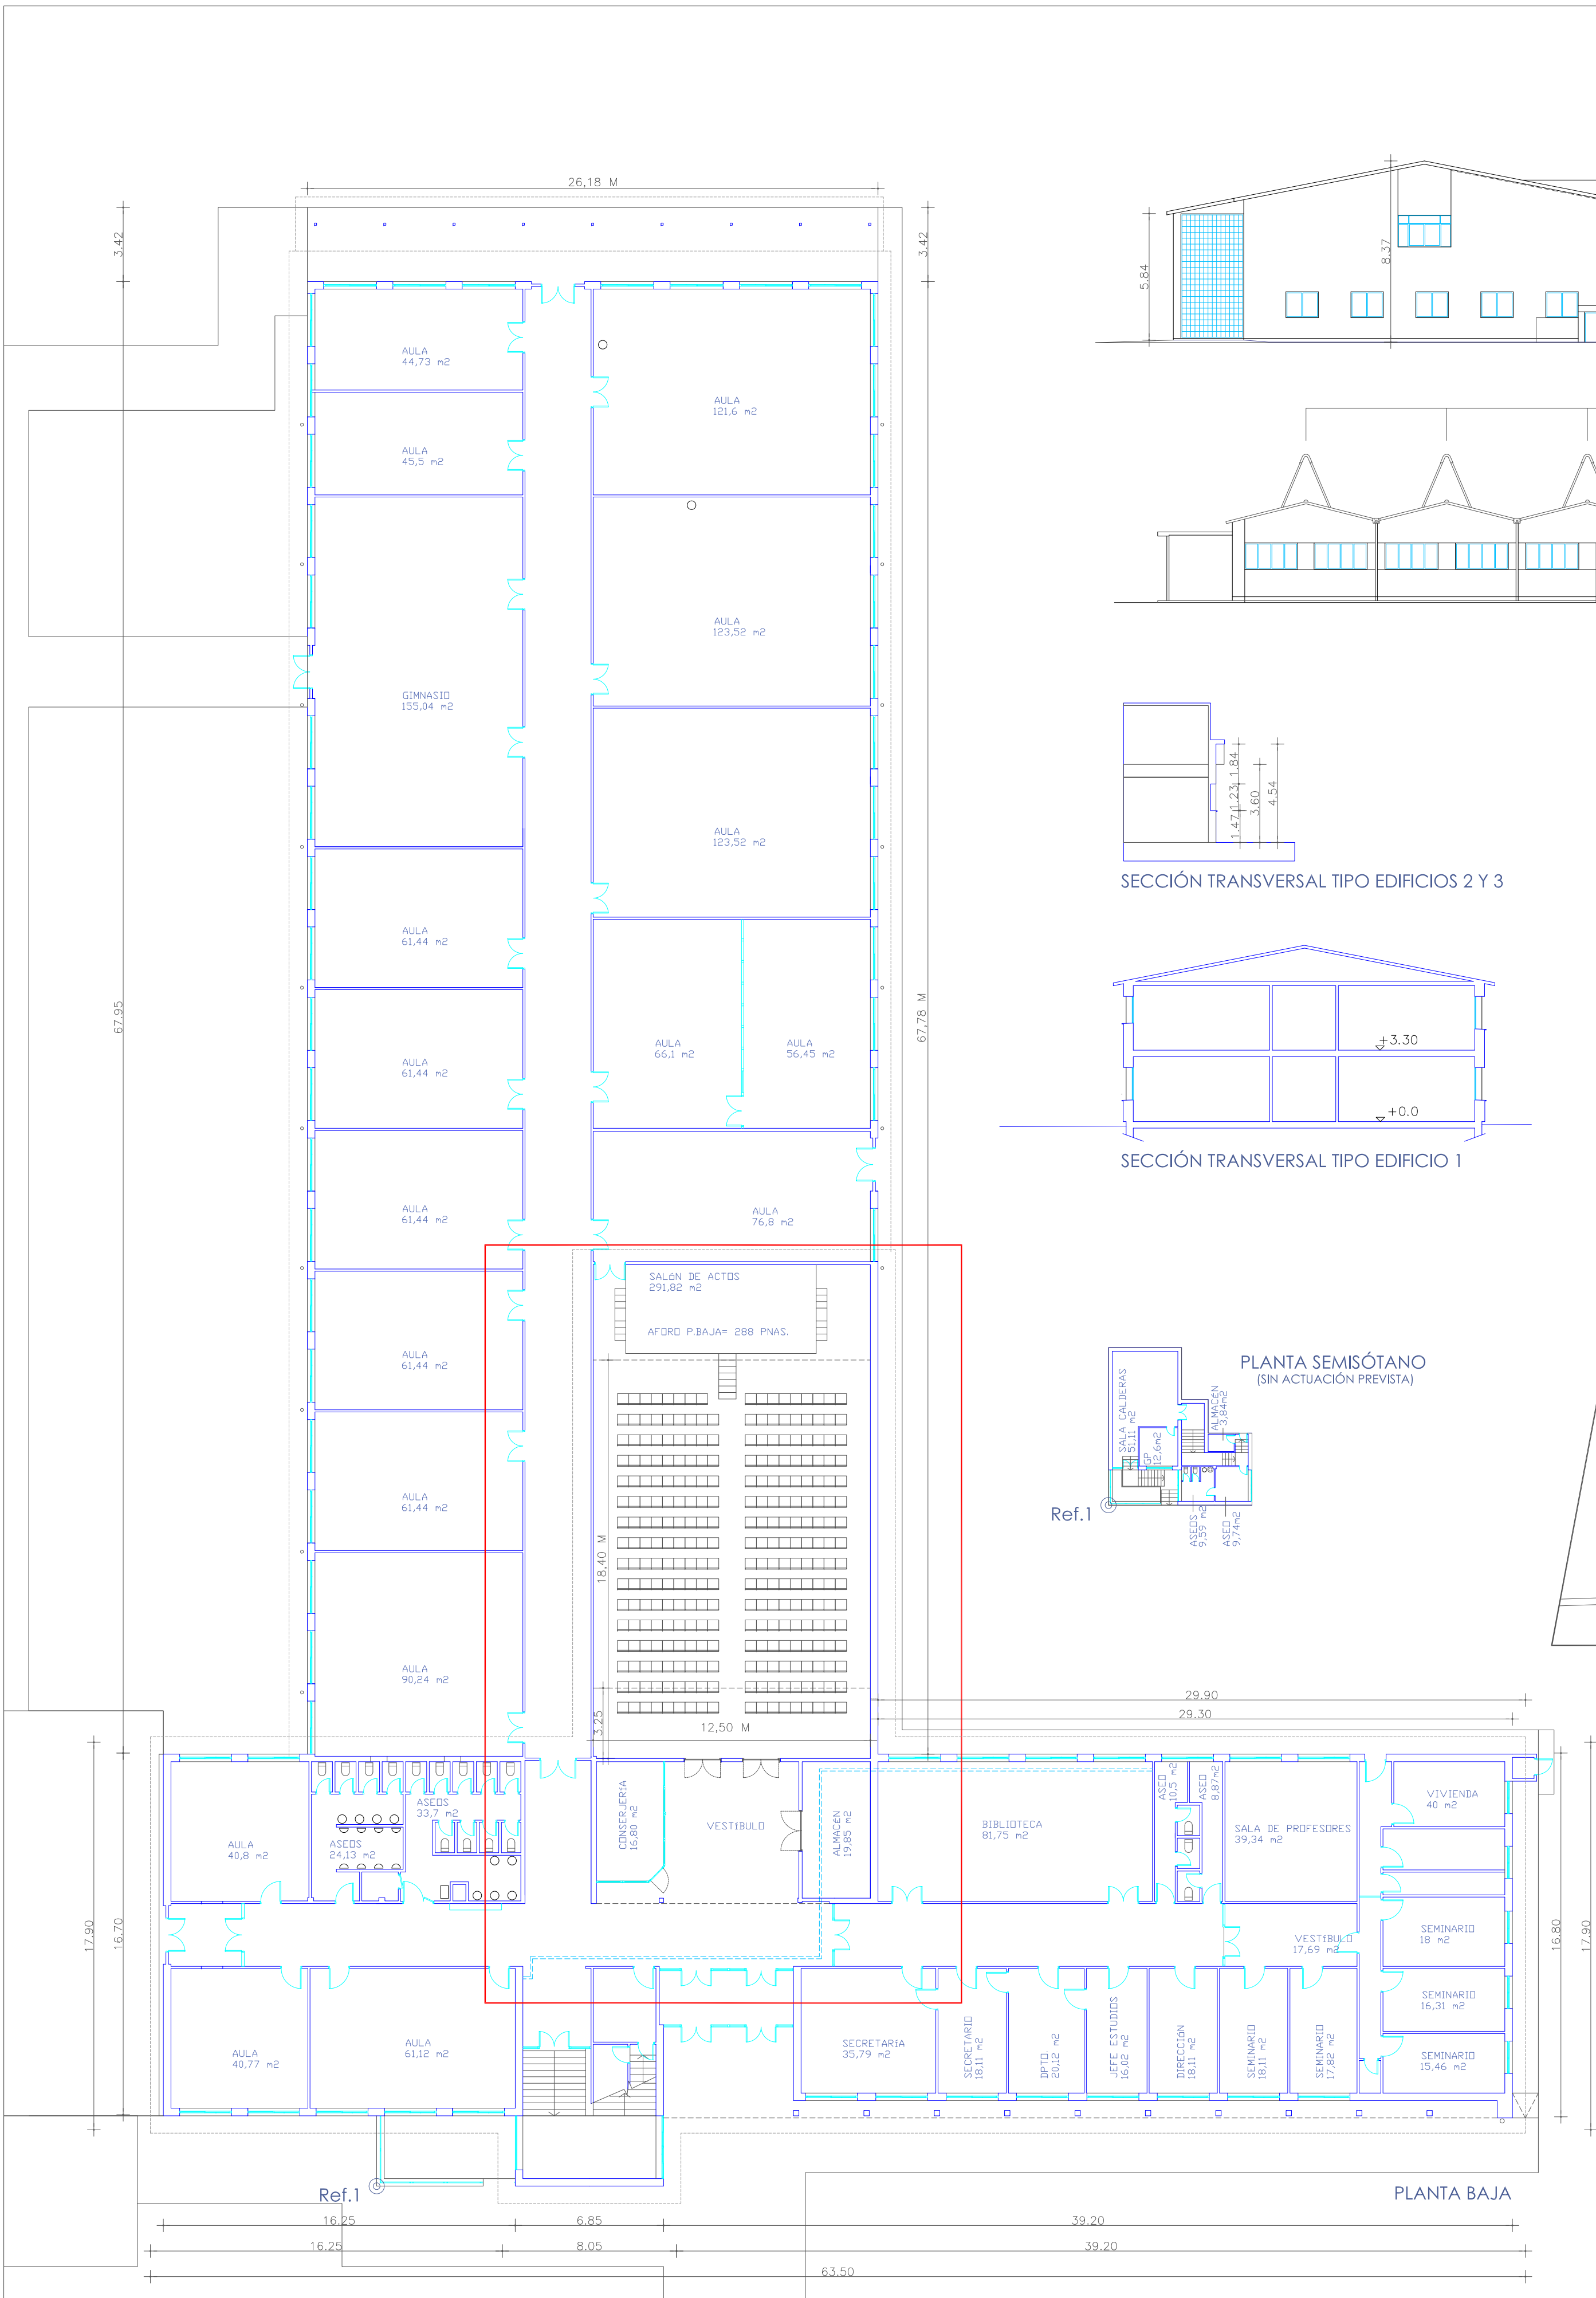 26,18 M
3.42
3.42
5.84
8.37
AULA
44,73 m2
AULA
121,6 m2
AULA
45,5 m2
AULA
123,52 m2
GIMNASIO
155,04 m2
1.47
1.23
1.84
3.60
4.54
AULA
123,52 m2
SECCIÓN TRANSVERSAL TIPO EDIFICIOS 2 Y 3
AULA
61,44 m2
67.95
67,78 M
AULA
66,1 m2
AULA
56,45 m2
AULA
61,44 m2
+3.30
+0.0
SECCIÓN TRANSVERSAL TIPO EDIFICIO 1
AULA
61,44 m2
AULA
76,8 m2
SALóN DE ACTOS
291,82 m2
AFORO P.BAJA= 288 PNAS.
AULA
61,44 m2
PLANTA SEMISÓTANO
(SIN ACTUACIÓN PREVISTA)
SALA CALDERAS
51,11 m2
GP
12,6m2
ALMACéN
3,84m2
Ref.1
ASEOS
9,59 m2
ASEO
9,74m2
AULA
61,44 m2
18,40 M
AULA
90,24 m2
3.25
12,50 M
29.90
29.30
17.90
16.70
AULA
40,8 m2
ASEOS
24,13 m2
ASEOS
33,7 m2
CONSERJERíA
16,80 m2
VESTíBULO
ALMACéN
19,85 m2
BIBLIOTECA
81,75 m2
ASEO
10,5 m2
ASEO
8,87m2
SALA DE PROFESORES
39,34 m2
VIVIENDA
40 m2
SEMINARIO
18 m2
VESTíBULO
17,69 m2
16.80
17.90
SEMINARIO
16,31 m2
SEMINARIO
15,46 m2
AULA
40,77 m2
AULA
61,12 m2
SECRETARíA
35,79 m2
SECRETARIO
18,11 m2
DPTO.
20,12 m2
JEFE ESTUDIOS
16,02 m2
DIRECCIóN
18,11 m2
SEMINARIO
18,11 m2
SEMINARIO
17,82 m2
Ref.1
PLANTA BAJA
16.25
6.85
39.20
16.25
8.05
39.20
63.50